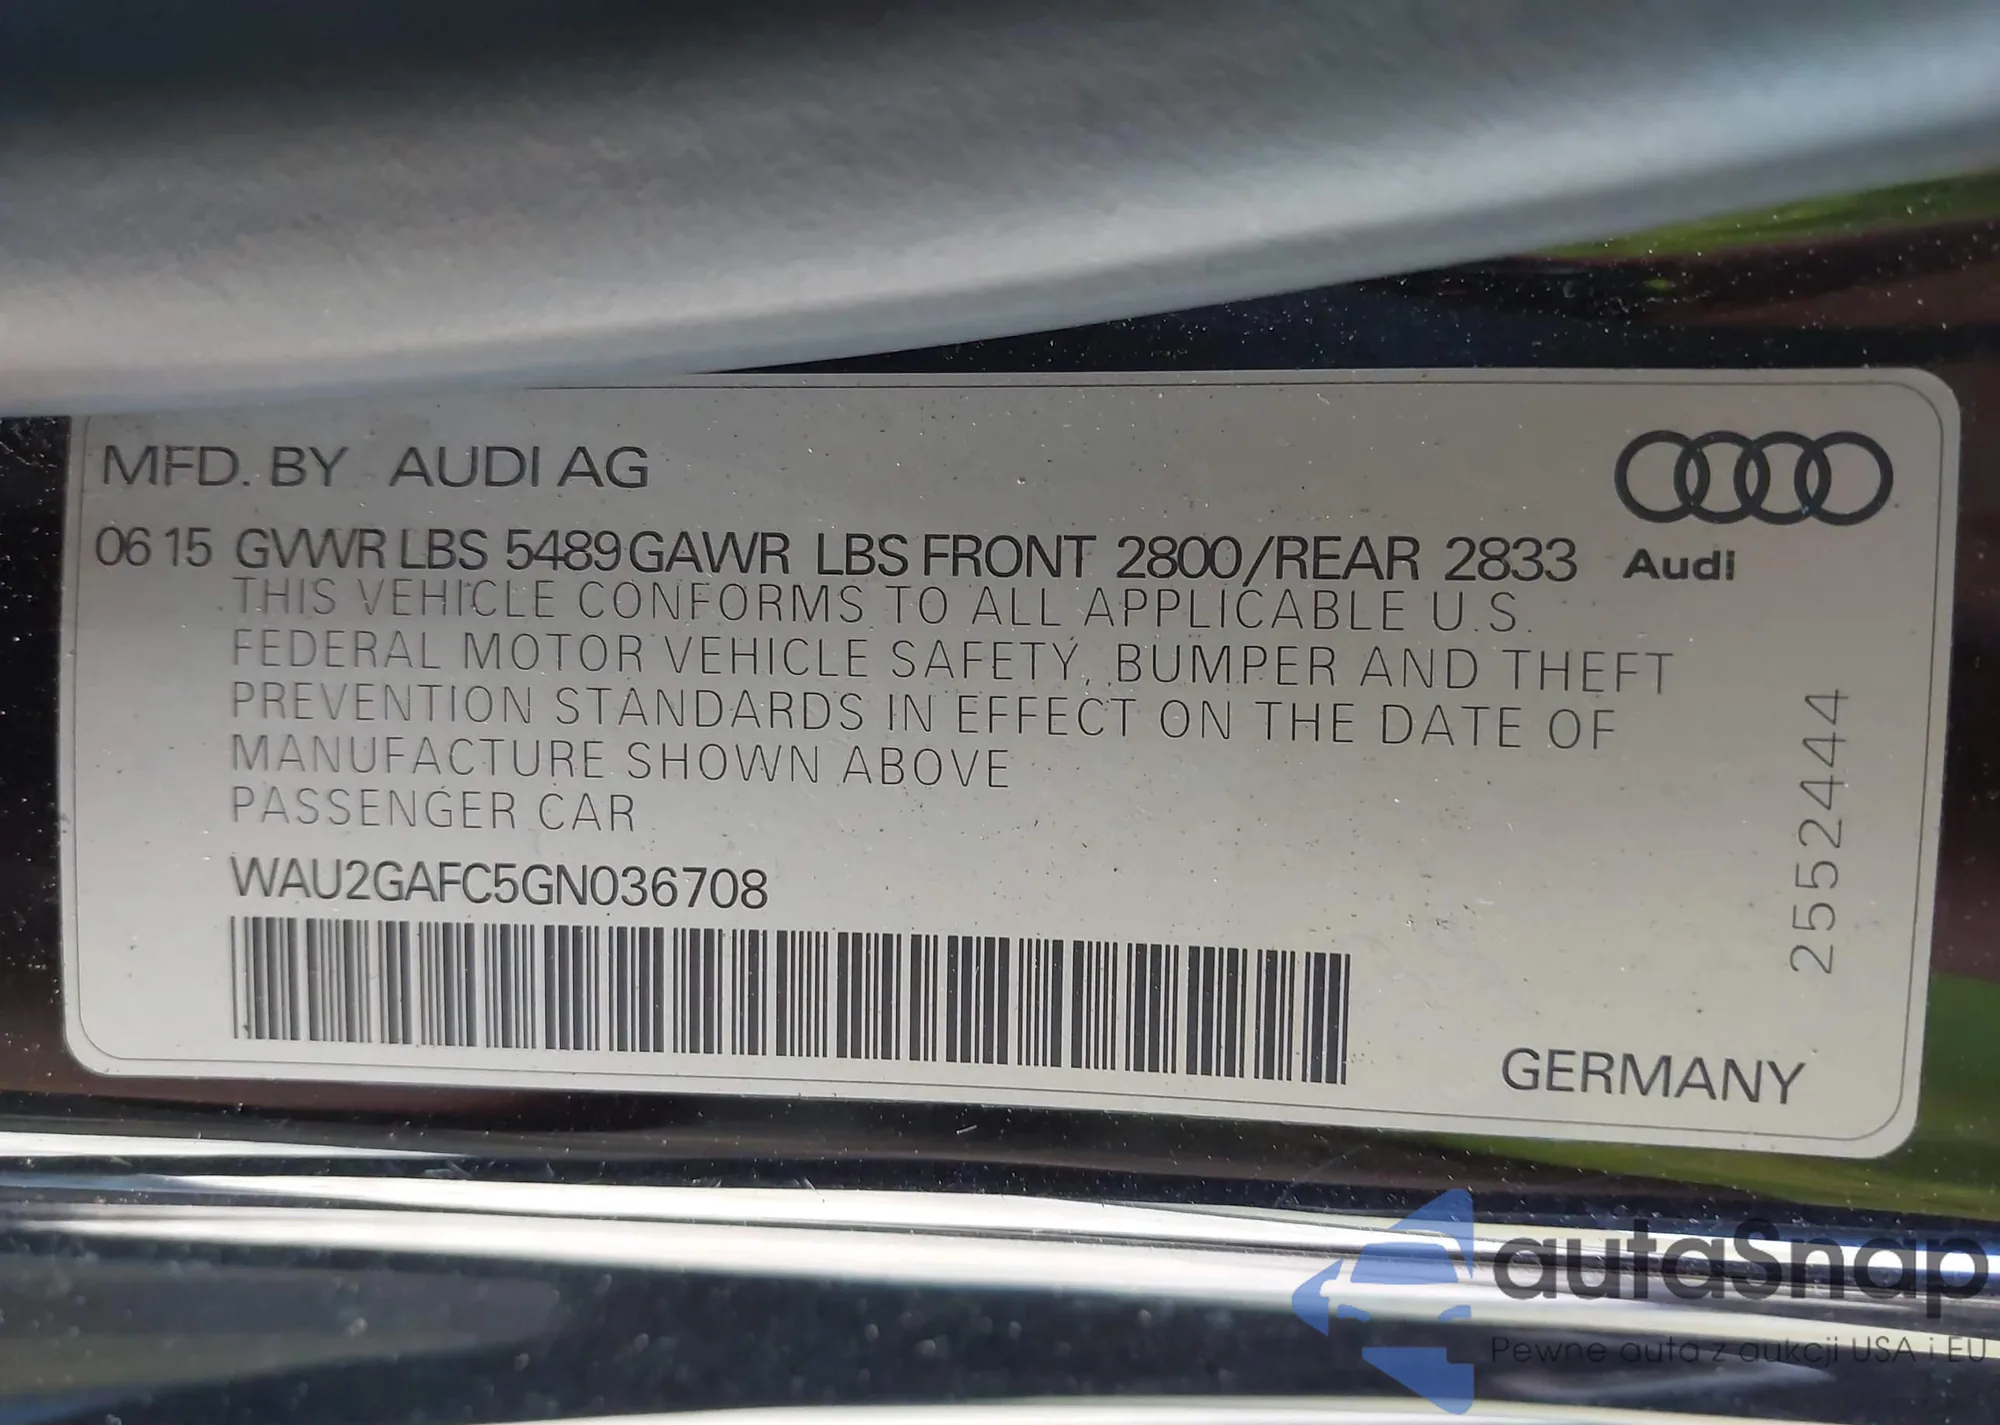 MFD. BY AUDI AG
06 15 GVWR LBS 5489 GAWR LBS FRONT 2800/REAR 2833
Audi
THIS VEHICLE CONFORMS TO ALL APPLICABLE U.S.
FEDERAL MOTOR VEHICLE SAFETY, BUMPER AND THEFT
PREVENTION STANDARDS IN EFFECT ON THE DATE OF
MANUFACTURE SHOWN ABOVE
PASSENGER CAR
WAU2GAFC5GN036708
2552444
GERMANY
autaSnap
Pewne auta z aukcji USA i EU